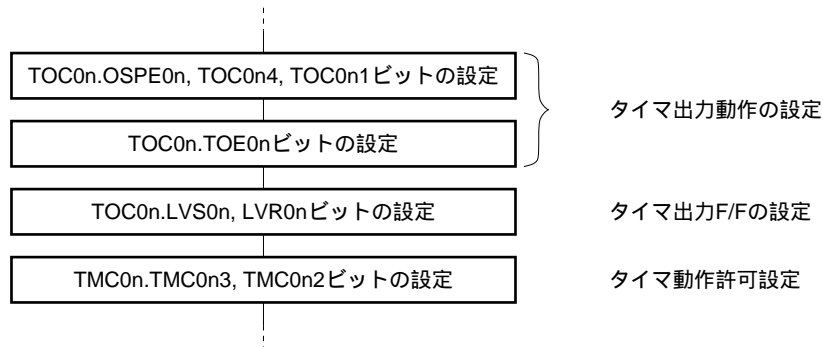 TOC0n.OSPE0n, TOC0n4, TOC0n1ビットの設定
タイマ出力動作の設定
TOC0n.TOE0nビットの設定
TOC0n.LVS0n, LVR0nビットの設定
タイマ出力F/Fの設定
TMC0n.TMC0n3, TMC0n2ビットの設定
タイマ動作許可設定